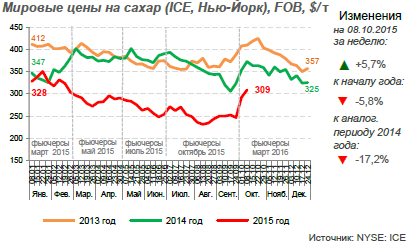 Мировые цены на сахар (ICE, Нью-Йорк), FOB, $/т
Изменения
на 08.10.2015
за неделю:
+5,7%
к началу года:
-5,8%
к аналог.
периоду 2014
года:
-17,2%
450
400
350
300
250
200
150
412
347
328
309
357
325
фьючерсы март 2015
фьючерсы май 2015
фьючерсы июль 2015
фьючерсы октябрь 2015
фьючерсы март 2016
Янв. Фев. Март Апр. Май Июн. Июл. Авг. Сен. Окт. Нояб. Дек.
2013 год 2014 год 2015 год
Источник: NYSE: ICE